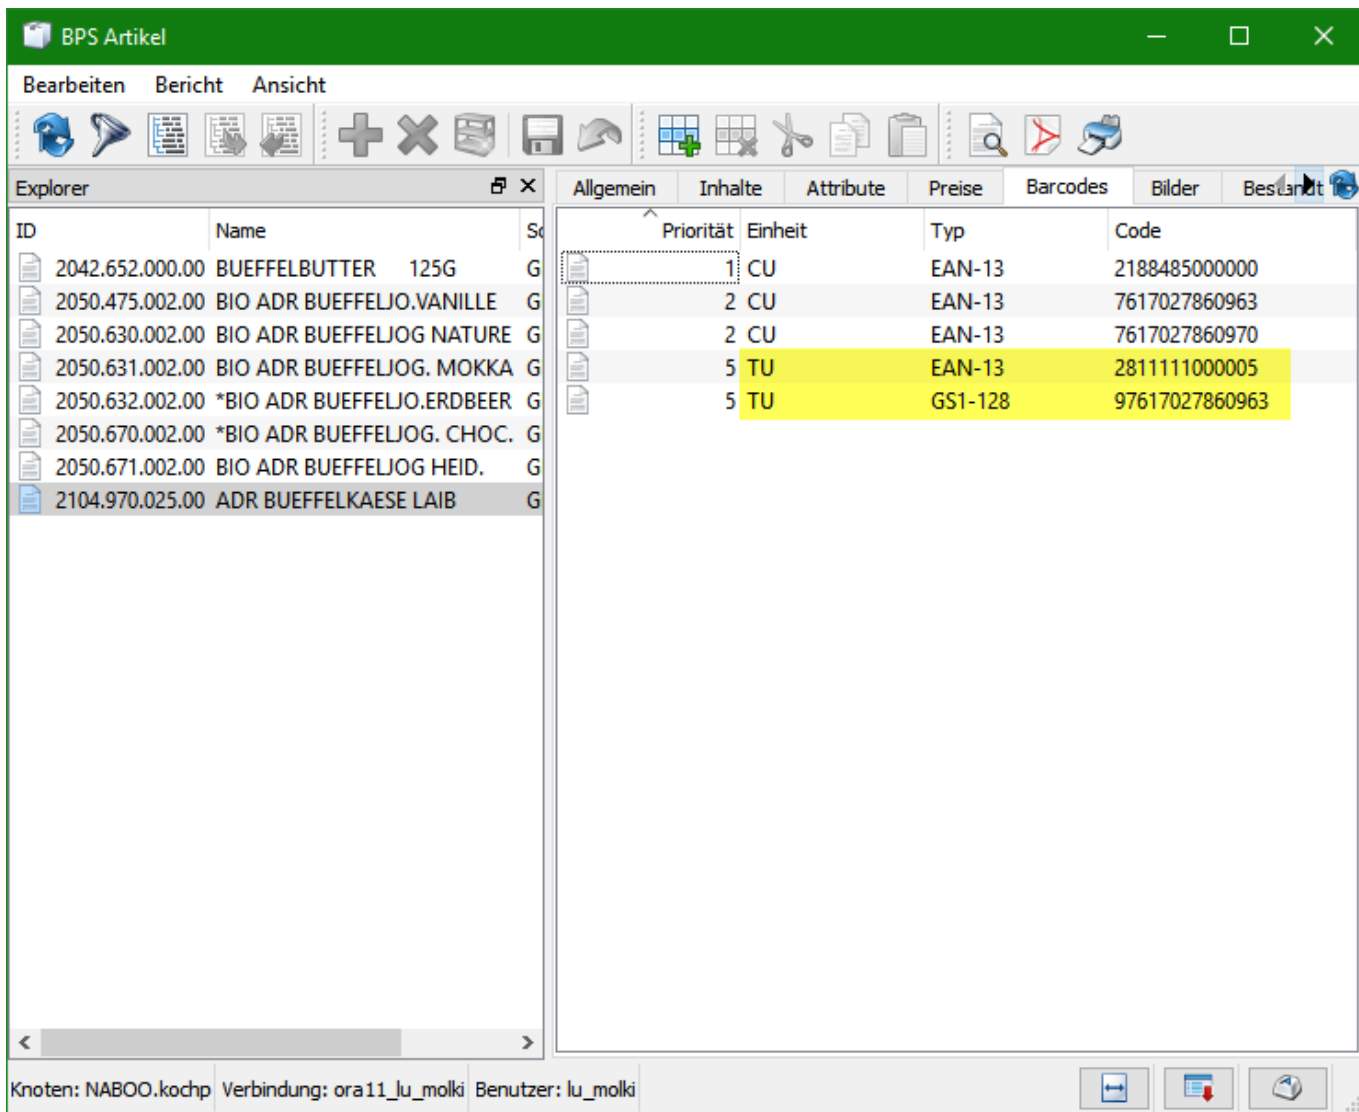 BPS Artikel
Bearbeiten Bericht Ansicht
Explorer
Allgemein Inhalte Attribute Preise Barcodes Bilder Bestandt
ID Name
Priorität Einheit Typ Code
2042.652.000.00 BUEFFELBUTTER 125G G
1 CU EAN-13 2188485000000
2050.475.002.00 BIO ADR BUEFFELJO.VANILLE G
2 CU EAN-13 7617027860963
2050.630.002.00 BIO ADR BUEFFELJOG NATURE G
2 CU EAN-13 7617027860970
2050.631.002.00 BIO ADR BUEFFELJOG. MOKKA G
5 TU EAN-13 2811111000005
2050.632.002.00 *BIO ADR BUEFFELJO.ERDBEER G
5 TU GS1-128 97617027860963
2050.670.002.00 *BIO ADR BUEFFELJOG. CHOC. G
2050.671.002.00 BIO ADR BUEFFELJOG HEID. G
2104.970.025.00 ADR BUEFFELKAESE LAIB G
Knoten: NABOO.kochp Verbindung: ora11_lu_molki Benutzer: lu_molki